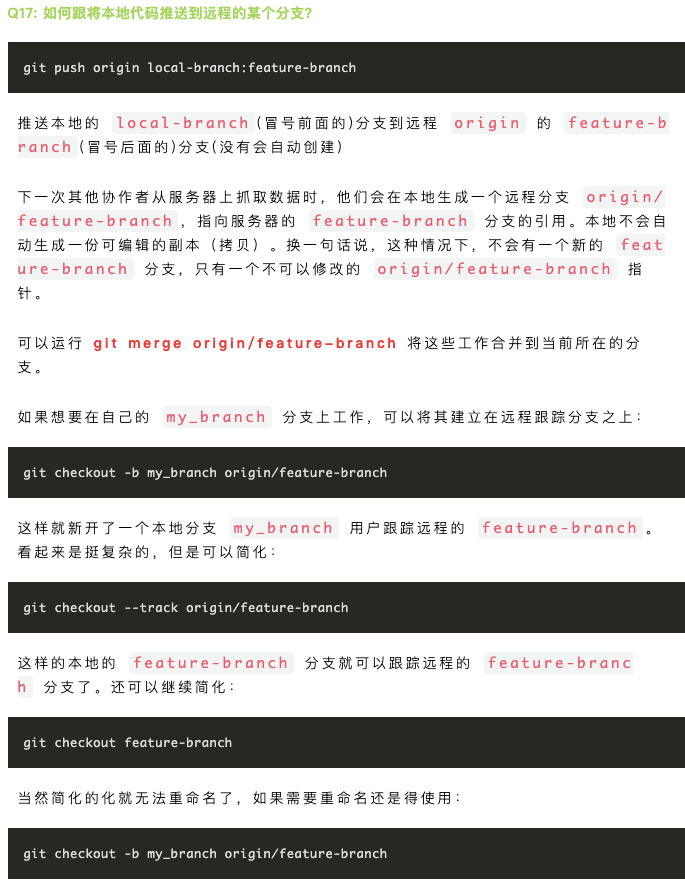 Q17: 如何跟将本地代码推送到远程的某个分支?
git push origin local-branch:feature-branch
推送本地的 local-branch(冒号前面的)分支到远程 origin 的 feature-b
ranch(冒号后面的)分支(没有会自动创建)
下一次其他协作者从服务器上抓取数据时，他们会在本地生成一个远程分支 origin/
feature-branch，指向服务器的 feature-branch 分支的引用。本地不会自
动生成一份可编辑的副本（拷贝）。换一句话说，这种情况下，不会有一个新的 feat
ure-branch 分支，只有一个不可以修改的 origin/feature-branch 指
针。
可以运行 git merge origin/feature-branch 将这些工作合并到当前所在的分
支。
如果想要在自己的 my_branch 分支上工作，可以将其建立在远程跟踪分支之上：
git checkout -b my_branch origin/feature-branch
这样就新开了一个本地分支 my_branch 用户跟踪远程的 feature-branch。
看起来是挺复杂的，但是可以简化：
git checkout --track origin/feature-branch
这样的本地的 feature-branch 分支就可以跟踪远程的 feature-branc
h 分支了。还可以继续简化：
git checkout feature-branch
当然简化的化就无法重命名了，如果需要重命名还是得使用：
git checkout -b my_branch origin/feature-branch